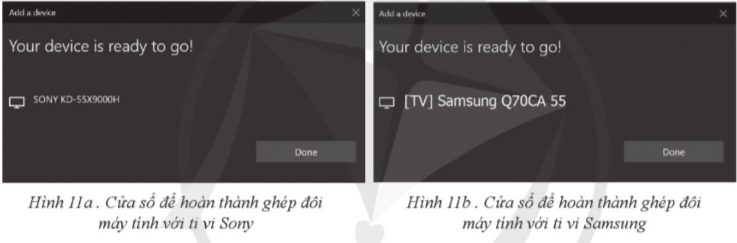 Add a device
Your device is ready to go!
SONY KD-55X9000H
Done
Hình 11a . Cửa sổ để hoàn thành ghép đôi
máy tính với ti vi Sony
Add a device
Your device is ready to go!
[TV] Samsung Q70CA 55
Done
Hình 11b . Cửa sổ để hoàn thành ghép đôi
máy tính với ti vi Samsung